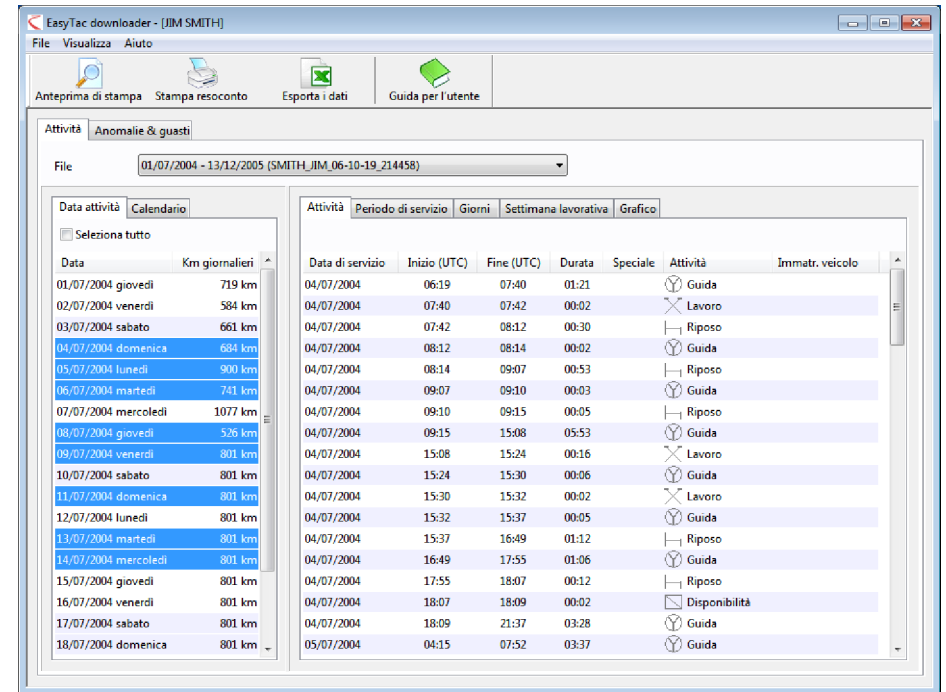 EasyTac downloader - [JIM SMITH]
File Visualizza Aiuto
Anteprima di stampa Stampa resoconto Esporta i dati Guida per l'utente
Attività Anomalie & guasti
File 01/07/2004 - 13/12/2005 (SMITH_JIM_06-10-19_214458)
Data attività Calendario
Seleziona tutto
Data Km giornalieri
01/07/2004 giovedì 719 km
02/07/2004 venerdì 584 km
03/07/2004 sabato 661 km
04/07/2004 domenica 684 km
05/07/2004 lunedì 900 km
06/07/2004 martedì 741 km
07/07/2004 mercoledì 1077 km
08/07/2004 giovedì 526 km
09/07/2004 venerdì 801 km
10/07/2004 sabato 801 km
11/07/2004 domenica 801 km
12/07/2004 lunedì 801 km
13/07/2004 martedì 801 km
14/07/2004 mercoledì 801 km
15/07/2004 giovedì 801 km
16/07/2004 venerdì 801 km
17/07/2004 sabato 801 km
18/07/2004 domenica 801 km
Attività Periodo di servizio Giorni Settimana lavorativa Grafico
Data di servizio Inizio (UTC) Fine (UTC) Durata Speciale Attività Immatr. veicolo
04/07/2004 06:19 07:40 01:21 Guida
04/07/2004 07:40 07:42 00:02 Lavoro
04/07/2004 07:42 08:12 00:30 Riposo
04/07/2004 08:12 08:14 00:02 Guida
04/07/2004 08:14 09:07 00:53 Riposo
04/07/2004 09:07 09:10 00:03 Guida
04/07/2004 09:10 09:15 00:05 Riposo
04/07/2004 09:15 15:08 05:53 Guida
04/07/2004 15:08 15:24 00:16 Lavoro
04/07/2004 15:24 15:30 00:06 Guida
04/07/2004 15:30 15:32 00:02 Lavoro
04/07/2004 15:32 15:37 00:05 Guida
04/07/2004 15:37 16:49 01:12 Riposo
04/07/2004 16:49 17:55 01:06 Guida
04/07/2004 17:55 18:07 00:12 Riposo
04/07/2004 18:07 18:09 00:02 Disponibilità
04/07/2004 18:09 21:37 03:28 Guida
05/07/2004 04:15 07:52 03:37 Guida